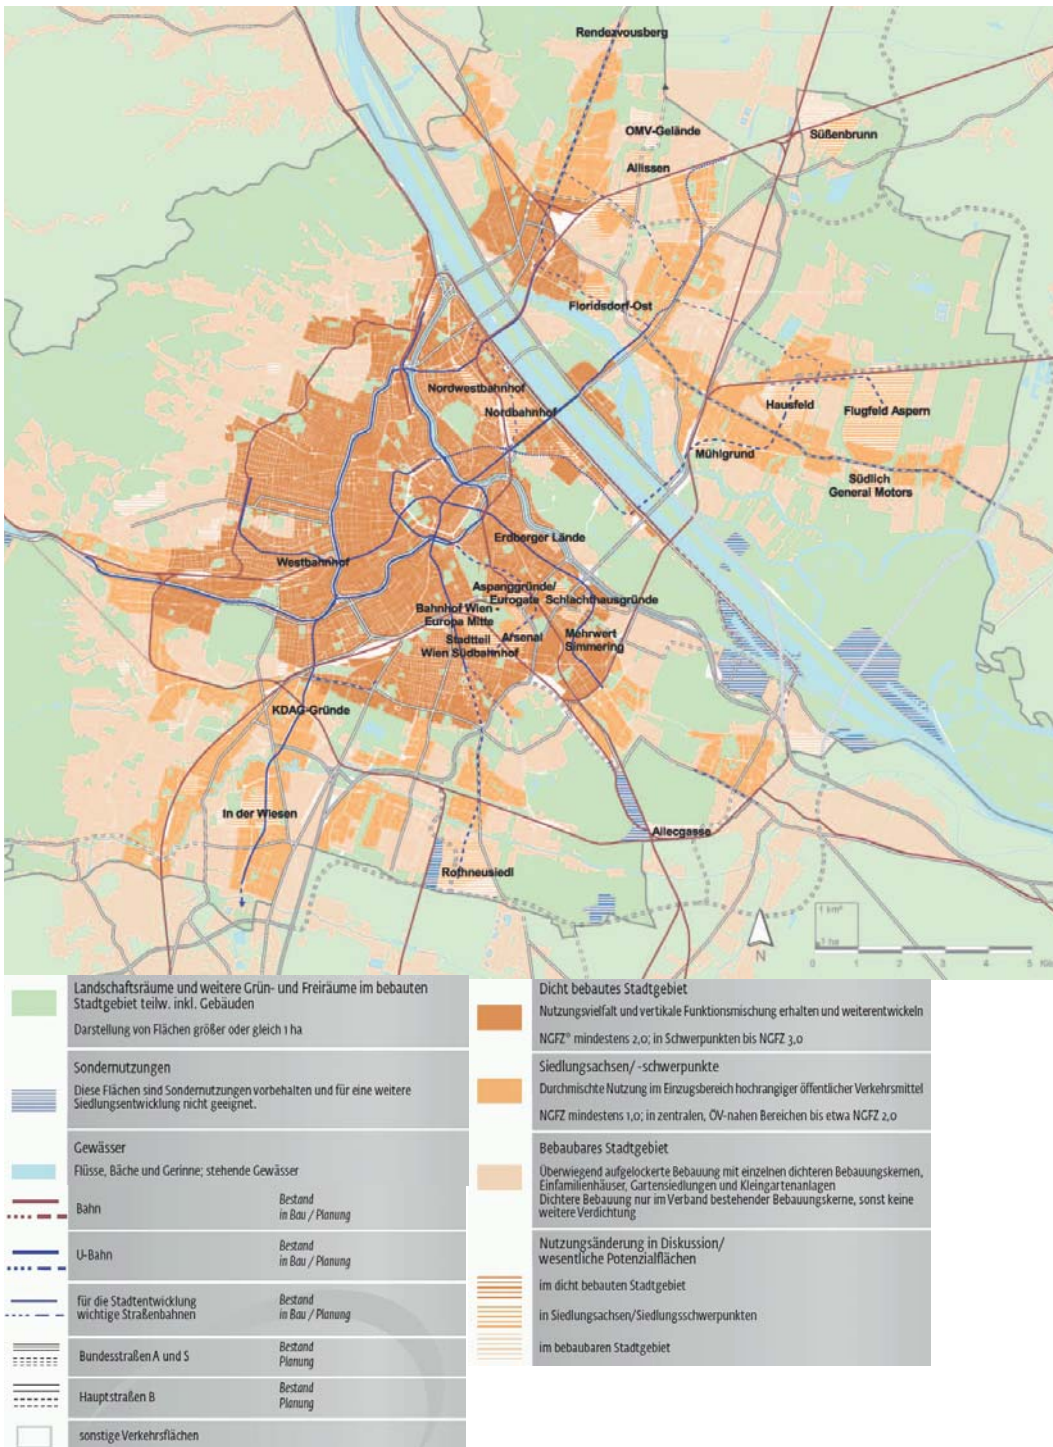 Rendezvousberg
OMV-Gelände
Süßenbrunn
Allissen
Floridsdorf-Ost
Nordwestbahnhof
Nordbahnhof
Hausfeld
Flugfeld Aspern
Mühlgrund
Südlich
General Motors
Erdberger Lände
Westbahnhof
Aspanggründe/
Eurogate
Schlachthausgründe
Bahnhof Wien -
Europa Mitte
Stadtteil
Wien Südbahnhof
Arsenal
Mehrwert
Simmering
KDAG-Gründe
In der Wiesen
Ailecgasse
Rothneusiedl
1 km²
1 ha
N
0 1 2 3 4 5 Kilo
Landschaftsräume und weitere Grün- und Freiräume im bebauten
Stadtgebiet teilw. inkl. Gebäuden
Darstellung von Flächen größer oder gleich 1 ha
Sondernutzungen
Diese Flächen sind Sondernutzungen vorbehalten und für eine weitere
Siedlungsentwicklung nicht geeignet.
Gewässer
Flüsse, Bäche und Gerinne; stehende Gewässer
Bahn
Bestand
in Bau / Planung
U-Bahn
Bestand
in Bau / Planung
für die Stadtentwicklung
wichtige Straßenbahnen
Bestand
in Bau / Planung
Bundesstraßen A und S
Bestand
Planung
Hauptstraßen B
Bestand
Planung
sonstige Verkehrsflächen
Dicht bebautes Stadtgebiet
Nutzungsvielfalt und vertikale Funktionsmischung erhalten und weiterentwickeln
NGFZ* mindestens 2,0; in Schwerpunkten bis NGFZ 3,0
Siedlungsachsen/ -schwerpunkte
Durchmischte Nutzung im Einzugsbereich hochrangiger öffentlicher Verkehrsmittel
NGFZ mindestens 1,0; in zentralen, ÖV-nahen Bereichen bis etwa NGFZ 2,0
Bebaubares Stadtgebiet
Überwiegend aufgelockerte Bebauung mit einzelnen dichteren Bebauungskernen,
Einfamilienhäuser, Gartensiedlungen und Kleingartenanlagen
Dichtere Bebauung nur im Verband bestehender Bebauungskerne, sonst keine
weitere Verdichtung
Nutzungsänderung in Diskussion/
wesentliche Potenzialflächen
im dicht bebauten Stadtgebiet
in Siedlungsachsen/Siedlungsschwerpunkten
im bebaubaren Stadtgebiet